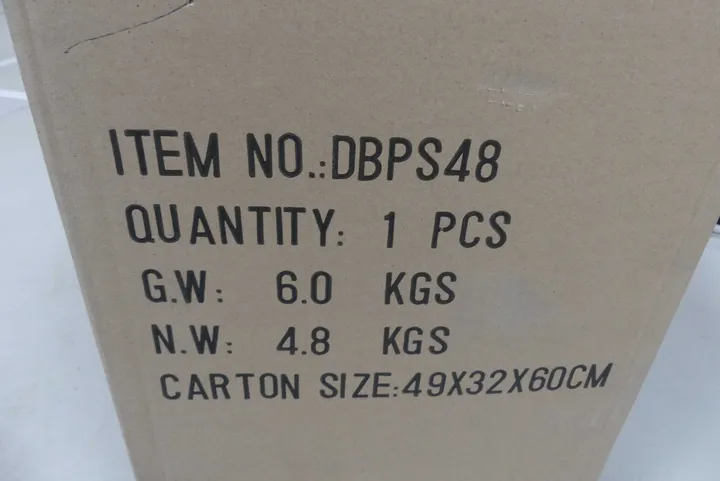 ITEM NO.:DBPS48
QUANTITY: 1 PCS
G.W: 6.0 KGS
N.W: 4.8 KGS
CARTON SIZE:49X32X60CM